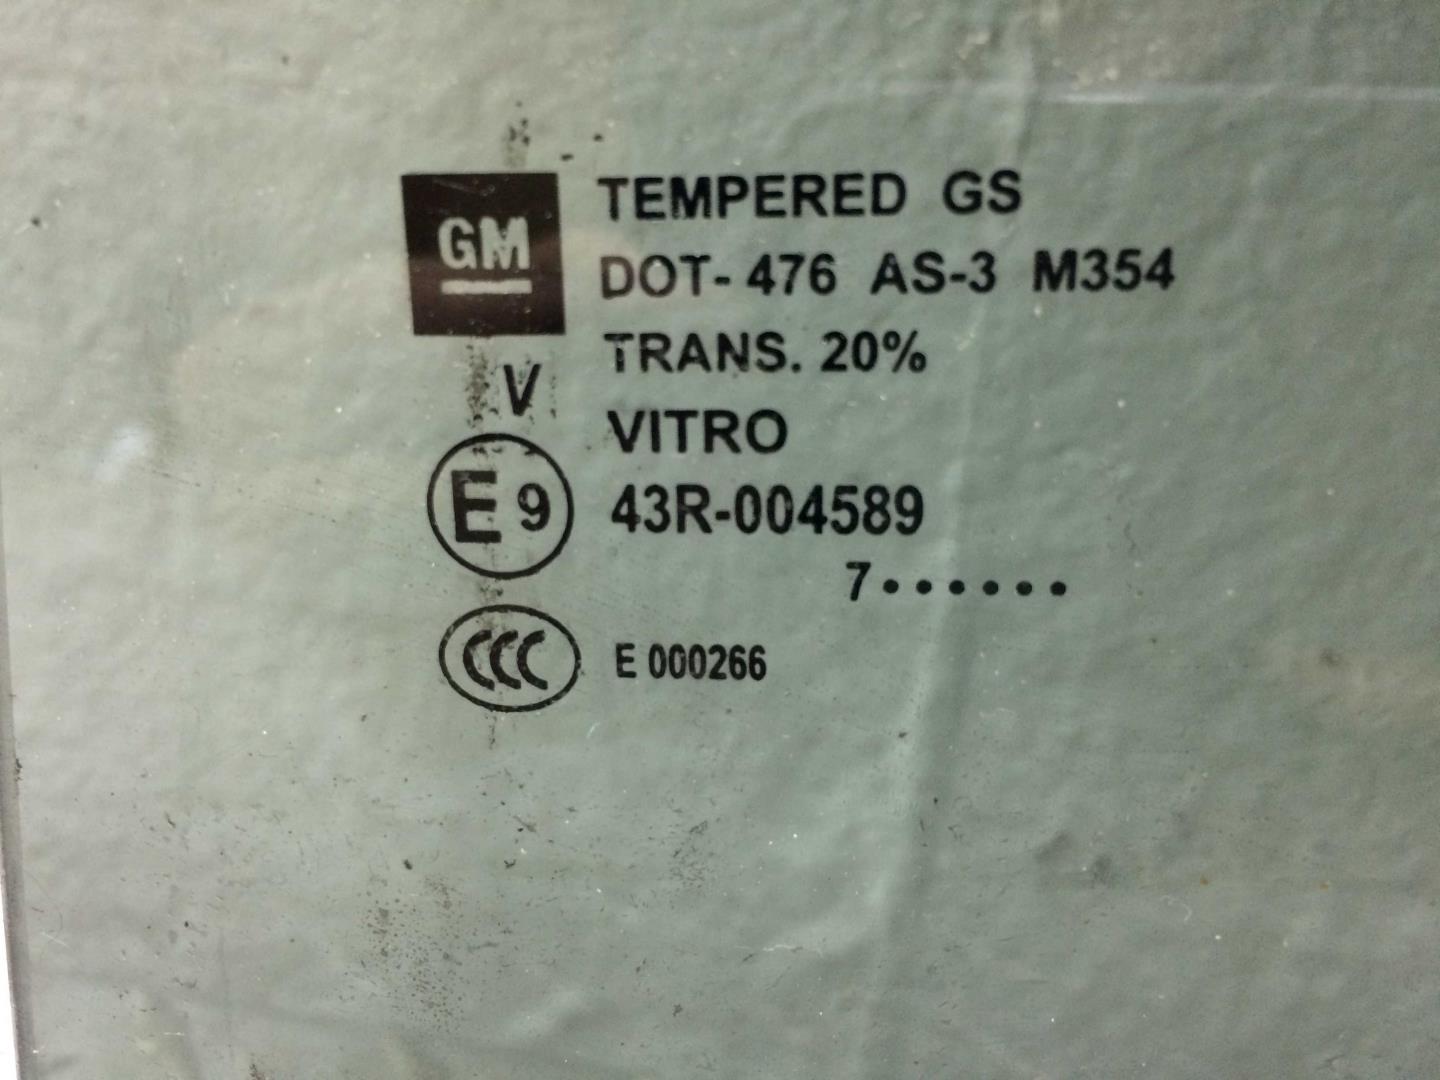 GM
TEMPERED GS
DOT-476 AS-3 M354
TRANS. 20%
V
VITRO
E9 43R-004589
7••••••
CCC E 000266